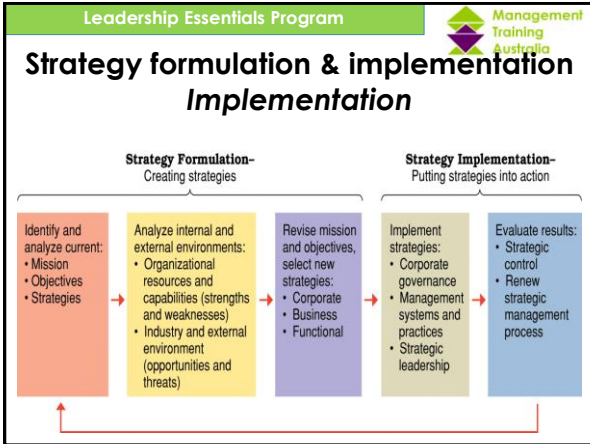 Leadership Essentials Program
Management
Training
Australia
Strategy formulation & implementation
Implementation
Strategy Formulation–
Creating strategies
Strategy Implementation–
Putting strategies into action
Identify and
analyze current:
• Mission
• Objectives
• Strategies
Analyze internal and
external environments:
• Organizational
resources and
capabilities (strengths
and weaknesses)
• Industry and external
environment
(opportunities and
threats)
Revise mission
and objectives,
select new
strategies:
• Corporate
• Business
• Functional
Implement
strategies:
• Corporate
governance
• Management
systems and
practices
• Strategic
leadership
Evaluate results:
• Strategic
control
• Renew
strategic
management
process